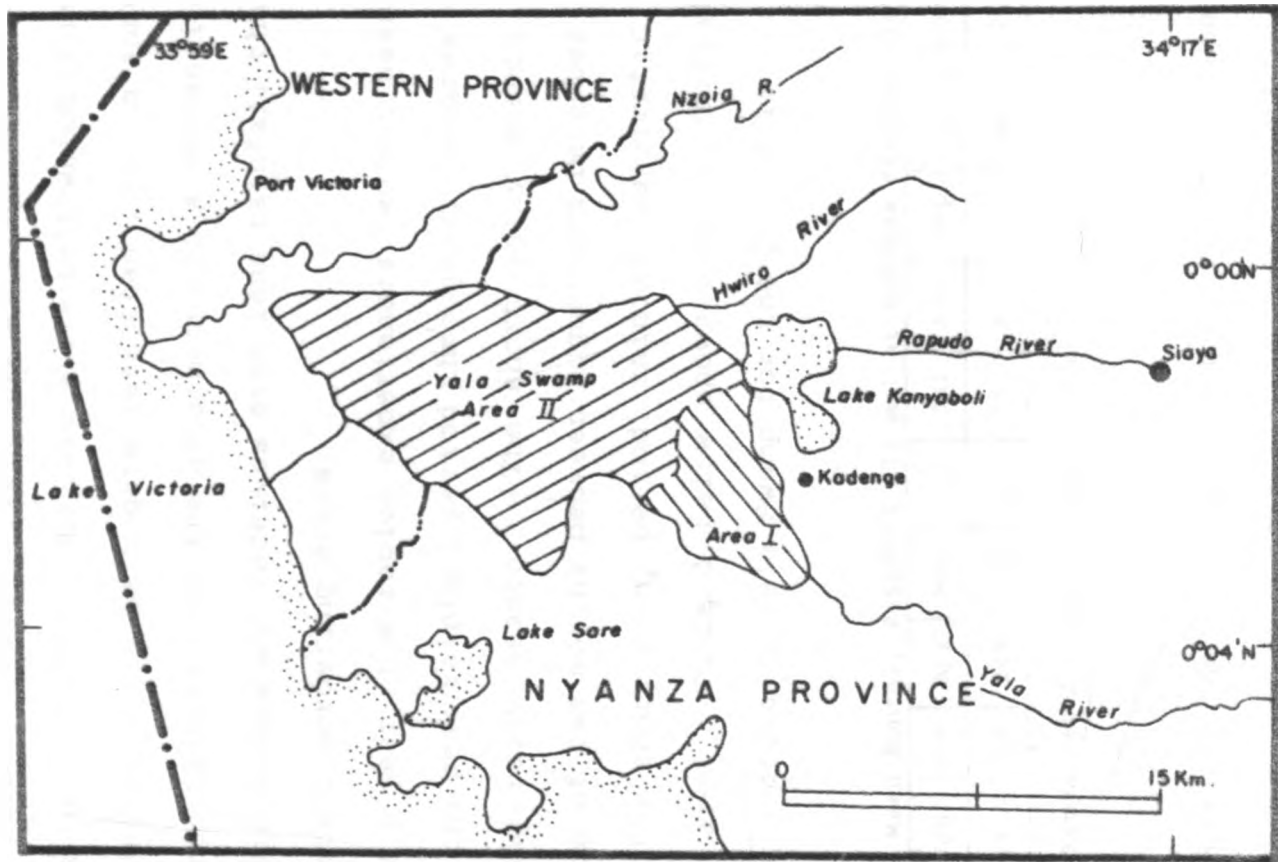 33°59'E
34°17'E
WESTERN PROVINCE
Nzoia R.
Port Victoria
Hwiro River
0°00'N
Rapudo River
Siaya
Yala Swamp
Area II
Lake Kanyaboli
Lake Victoria
Kadenge
Area I
Lake Sare
0°04'N
NYANZA PROVINCE
Yala River
0
15 Km.